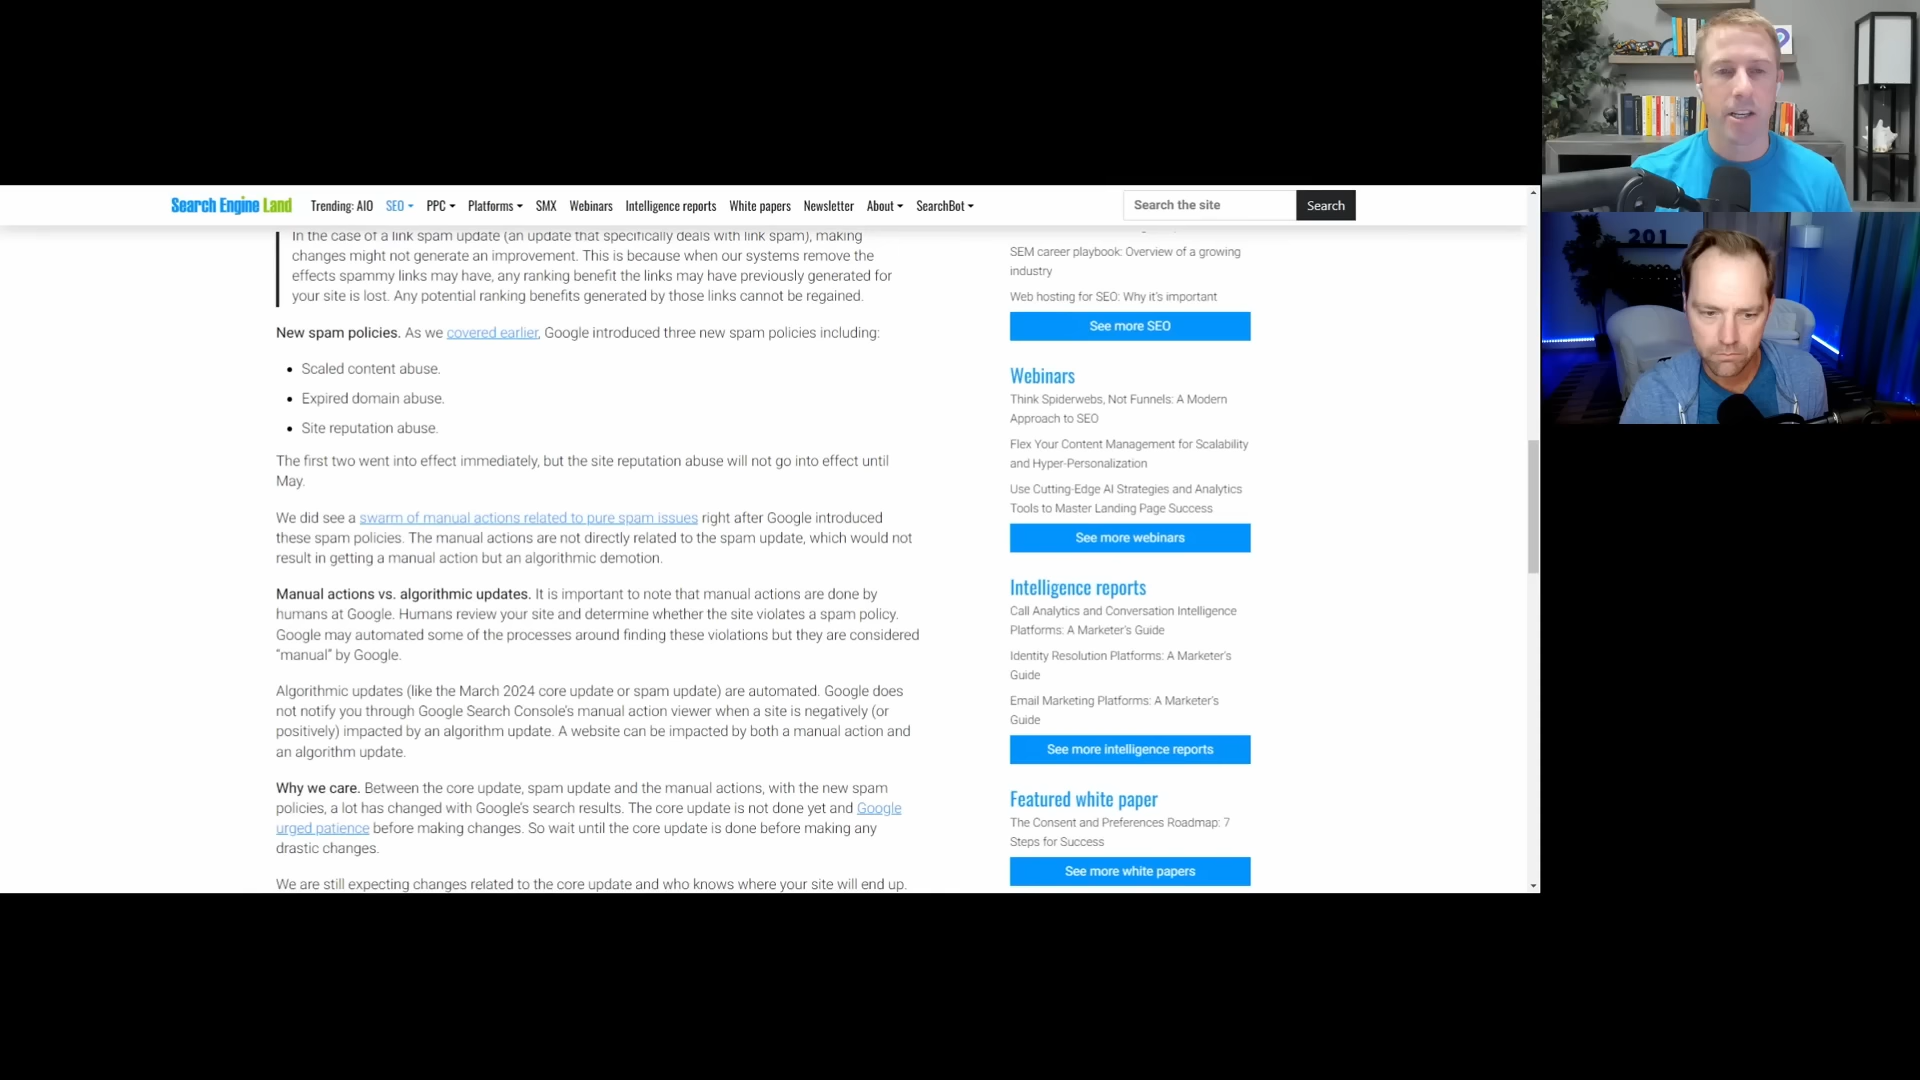 Search Engine Land
Trending: AIO SEO PPC Platforms SMX Webinars Intelligence reports White papers Newsletter About SearchBot
Search the site
Search
In the case of a link spam update (an update that specifically deals with link spam), making
changes might not generate an improvement. This is because when our systems remove the
effects spammy links may have, any ranking benefit the links may have previously generated for
your site is lost. Any potential ranking benefits generated by those links cannot be regained.
New spam policies. As we covered earlier, Google introduced three new spam policies including:
• Scaled content abuse.
• Expired domain abuse.
• Site reputation abuse.
The first two went into effect immediately, but the site reputation abuse will not go into effect until
May.
We did see a swarm of manual actions related to pure spam issues right after Google introduced
these spam policies. The manual actions are not directly related to the spam update, which would not
result in getting a manual action but an algorithmic demotion.
Manual actions vs. algorithmic updates. It is important to note that manual actions are done by
humans at Google. Humans review your site and determine whether the site violates a spam policy.
Google may automated some of the processes around finding these violations but they are considered
“manual” by Google.
Algorithmic updates (like the March 2024 core update or spam update) are automated. Google does
not notify you through Google Search Console’s manual action viewer when a site is negatively (or
positively) impacted by an algorithm update. A website can be impacted by both a manual action and
an algorithm update.
Why we care. Between the core update, spam update and the manual actions, with the new spam
policies, a lot has changed with Google’s search results. The core update is not done yet and Google
urged patience before making changes. So wait until the core update is done before making any
drastic changes.
We are still expecting changes related to the core update and who knows where your site will end up.
SEM career playbook: Overview of a growing
industry
Web hosting for SEO: Why it’s important
See more SEO
Webinars
Think Spiderwebs, Not Funnels: A Modern
Approach to SEO
Flex Your Content Management for Scalability
and Hyper-Personalization
Use Cutting-Edge AI Strategies and Analytics
Tools to Master Landing Page Success
See more webinars
Intelligence reports
Call Analytics and Conversation Intelligence
Platforms: A Marketer’s Guide
Identity Resolution Platforms: A Marketer’s
Guide
Email Marketing Platforms: A Marketer’s
Guide
See more intelligence reports
Featured white paper
The Consent and Preferences Roadmap: 7
Steps for Success
See more white papers
201